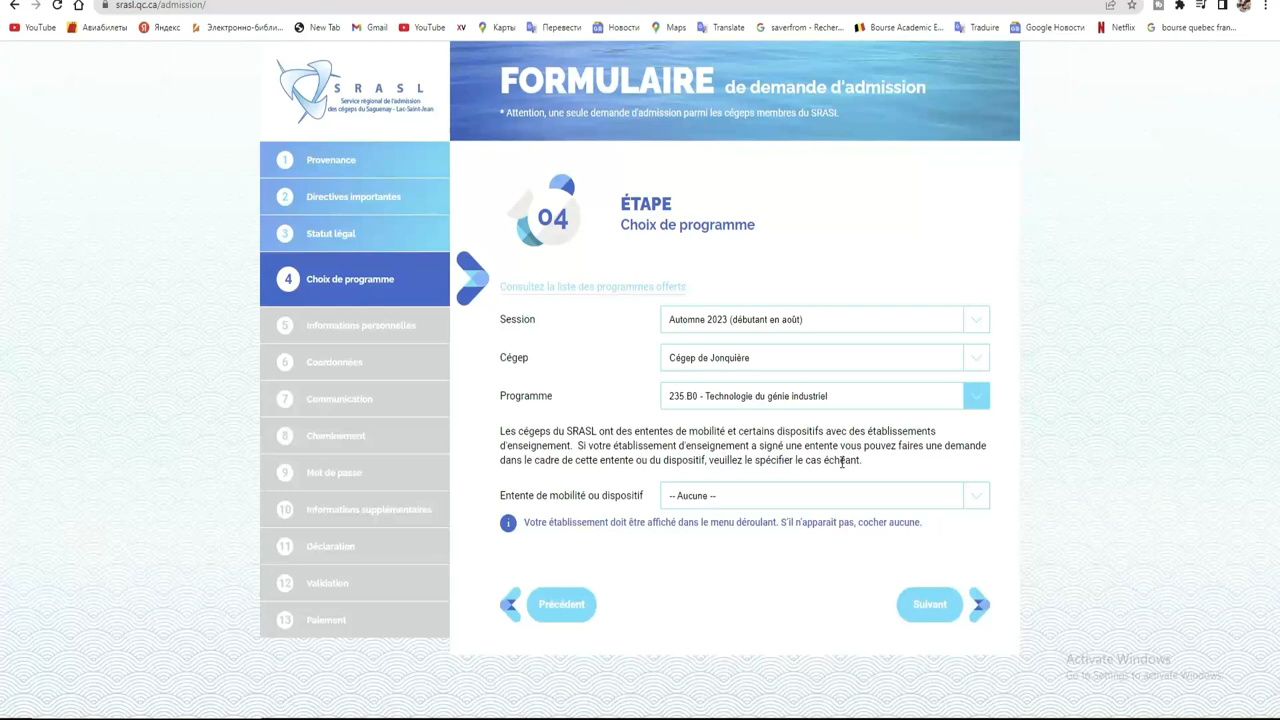 srasl.qc.ca/admission/
YouTube
Авиабилеты
Яндекс
Электронно-библи...
New Tab
Gmail
YouTube
XV
Карты
Перевести
Новости
Maps
Translate
saverfrom - Recher...
Bourse Academic E...
Traduire
Google Новости
Netflix
bourse quebec fran...
SRASL
Service régional de l'admission
des cégeps du Saguenay - Lac-Saint-Jean
FORMULAIRE de demande d'admission
* Attention, une seule demande d'admission parmi les cégeps membres du SRASL
1 Provenance
2 Directives importantes
3 Statut légal
4 Choix de programme
5 Informations personnelles
6 Coordonnées
7 Communication
8 Cheminement
9 Mot de passe
10 Informations supplémentaires
11 Déclaration
12 Validation
13 Paiement
04
ÉTAPE
Choix de programme
Consultez la liste des programmes offerts
Session
Automne 2023 (débutant en août)
Cégep
Cégep de Jonquière
Programme
235.B0 - Technologie du génie industriel
Les cégeps du SRASL ont des ententes de mobilité et certains dispositifs avec des établissements
d'enseignement. Si votre établissement d'enseignement a signé une entente vous pouvez faires une demande
dans le cadre de cette entente ou du dispositif, veuillez le spécifier le cas échéant.
Entente de mobilité ou dispositif
-- Aucune --
i Votre établissement doit être affiché dans le menu déroulant. S'il n'apparait pas, cocher aucune.
Précédent
Suivant
Activate Windows
Go to Settings to activate Windows.